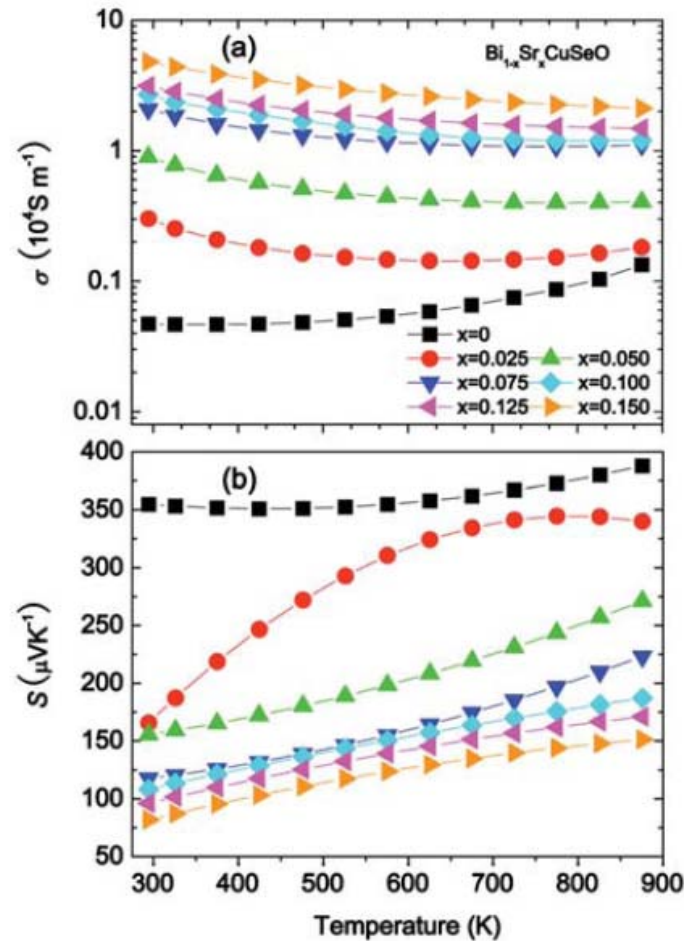 (a)
Bi₁₋ₓSrₓCuSeO
10
1
0.1
0.01
σ (10⁴S m⁻¹)
x=0
x=0.025
x=0.050
x=0.075
x=0.100
x=0.125
x=0.150
(b)
400
350
300
250
200
150
100
50
S (μVK⁻¹)
300 400 500 600 700 800 900
Temperature (K)